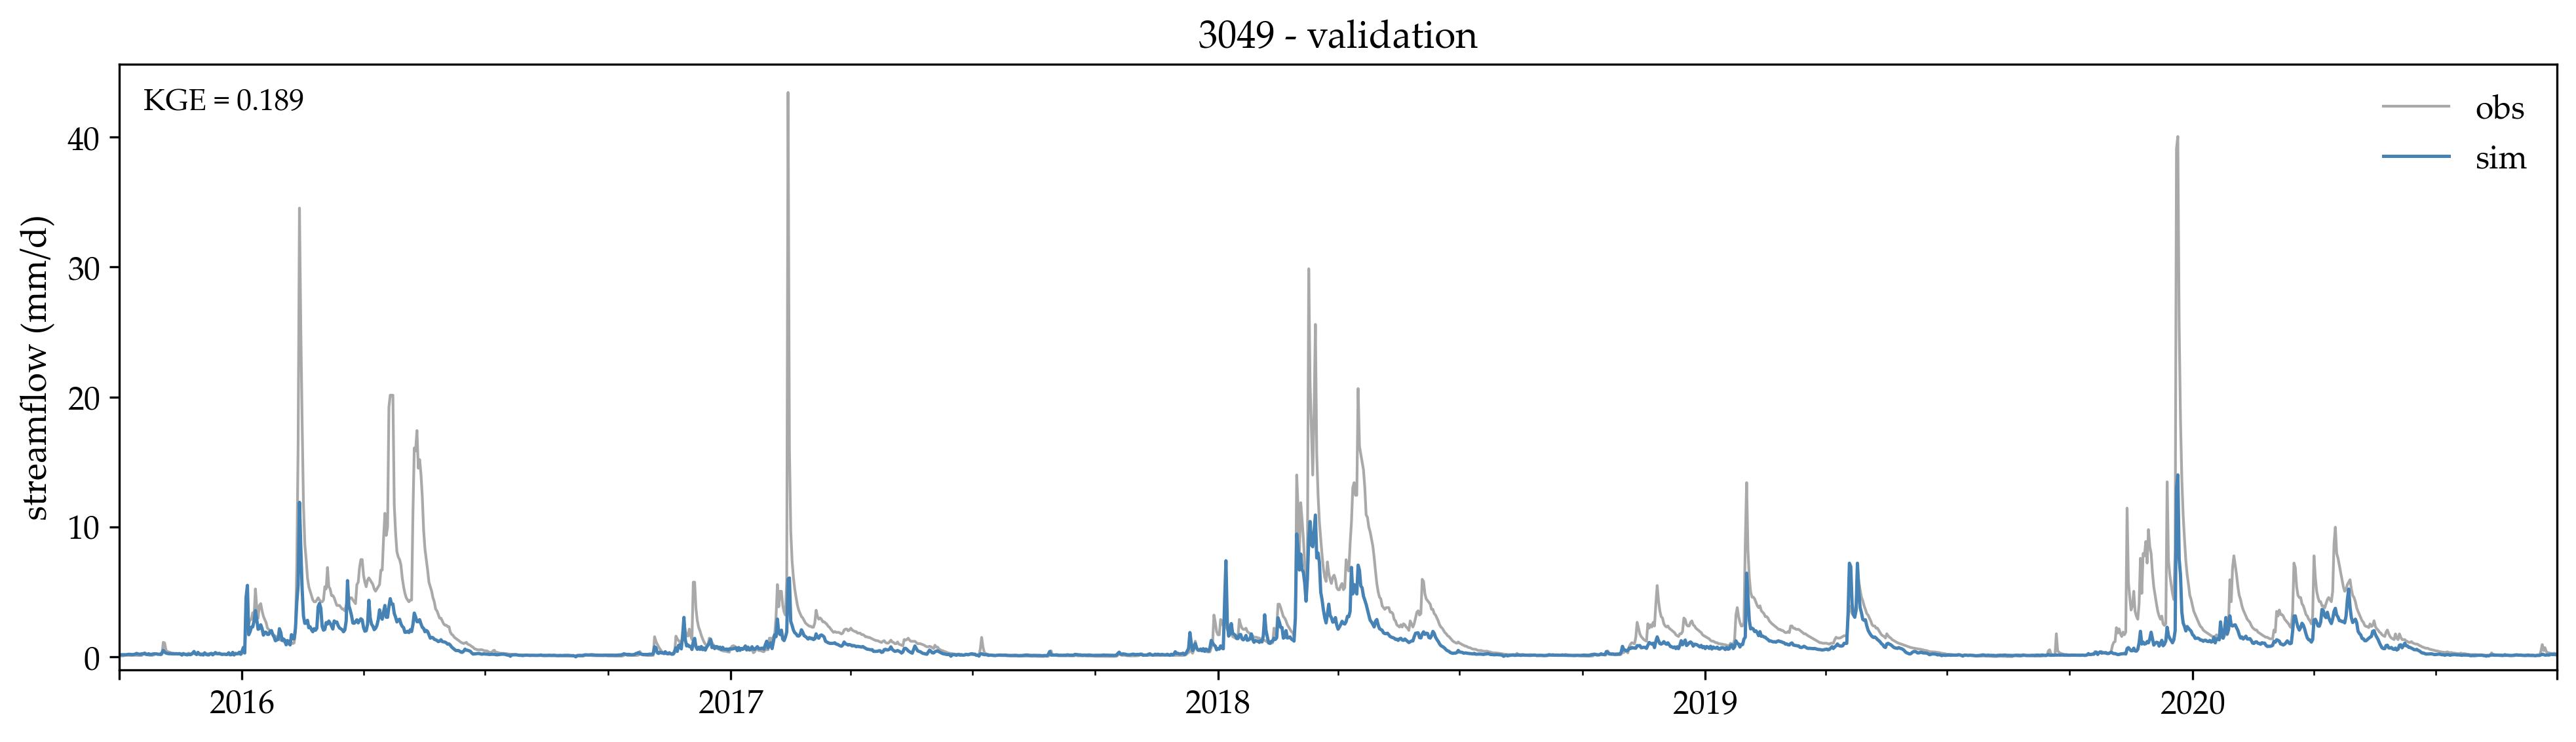 3049 - validation
KGE = 0.189
obs
sim
streamflow (mm/d)
40
30
20
10
0
2016 2017 2018 2019 2020